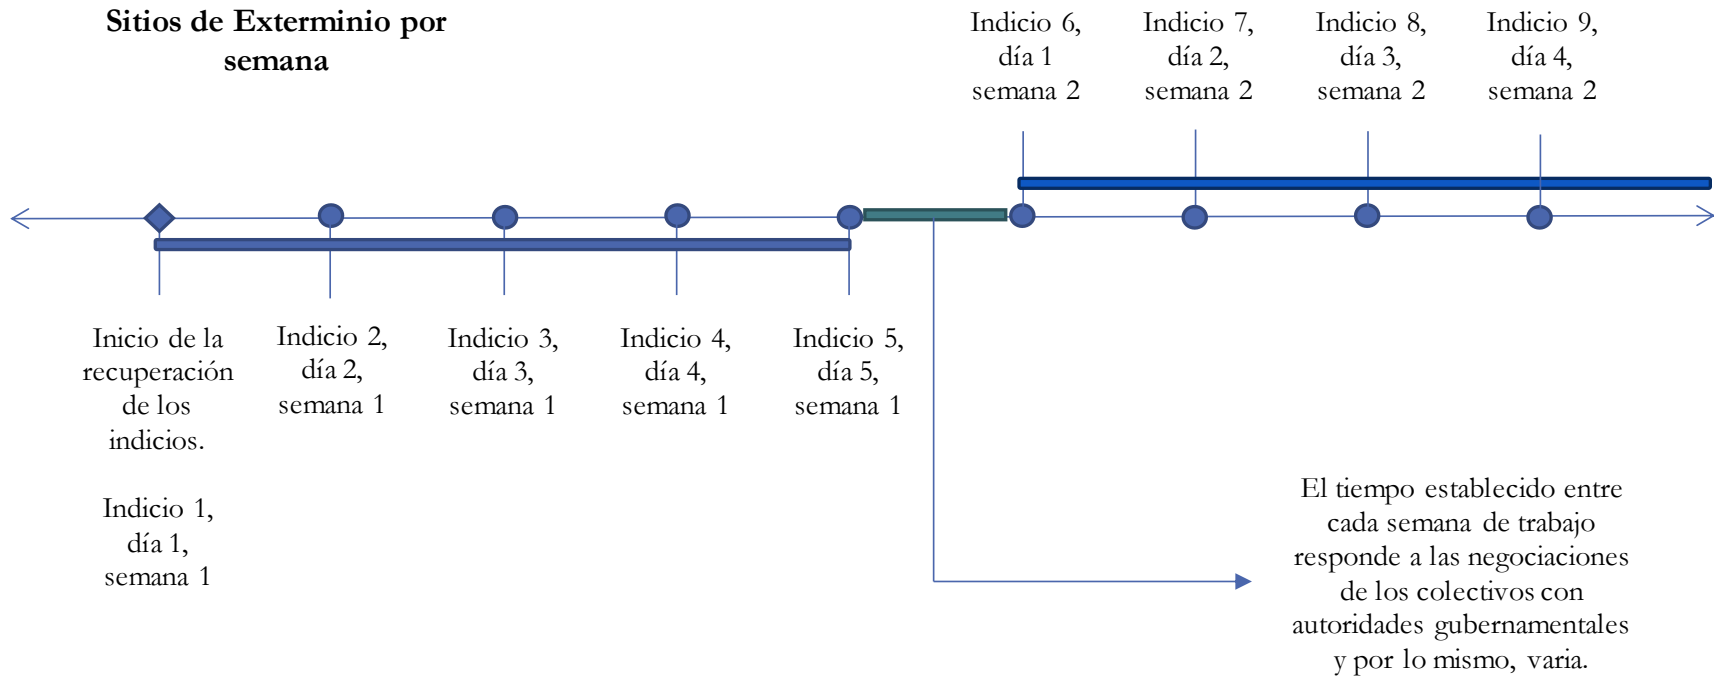 Sitios de Exterminio por
semana
Indicio 6,
día 1
semana 2
Indicio 7,
día 2,
semana 2
Indicio 8,
día 3,
semana 2
Indicio 9,
día 4,
semana 2
Inicio de la
recuperación
de los
indicios.
Indicio 1,
día 1,
semana 1
Indicio 2,
día 2,
semana 1
Indicio 3,
día 3,
semana 1
Indicio 4,
día 4,
semana 1
Indicio 5,
día 5,
semana 1
El tiempo establecido entre
cada semana de trabajo
responde a las negociaciones
de los colectivos con
autoridades gubernamentales
y por lo mismo, varia.